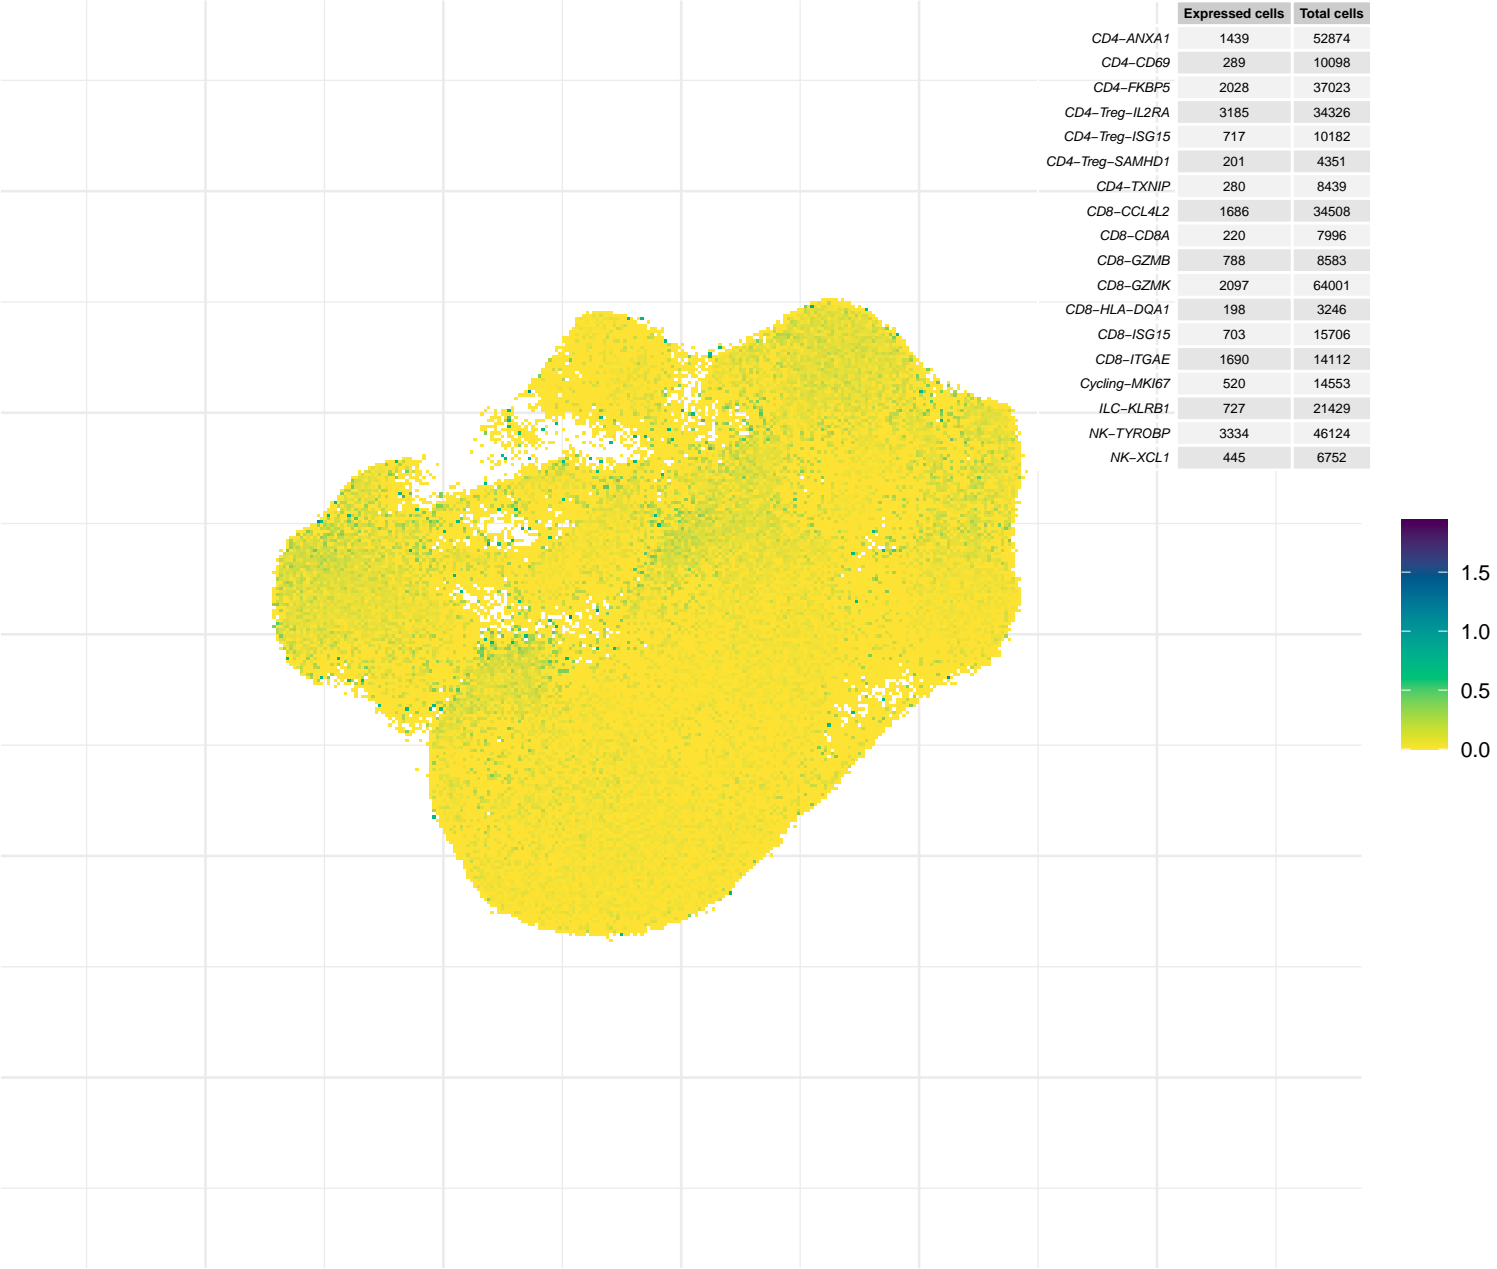 Expressed cells Total cells
CD4−ANXA1 1439 52874
CD4−CD69 289 10098
CD4−FKBP5 2028 37023
CD4−Treg−IL2RA 3185 34326
CD4−Treg−ISG15 717 10182
CD4−Treg−SAMHD1 201 4351
CD4−TXNIP 280 8439
CD8−CCL4L2 1686 34508
CD8−CD8A 220 7996
CD8−GZMB 788 8583
CD8−GZMK 2097 64001
CD8−HLA−DQA1 198 3246
CD8−ISG15 703 15706
CD8−ITGAE 1690 14112
Cycling−MKI67 520 14553
ILC−KLRB1 727 21429
NK−TYROBP 3334 46124
NK−XCL1 445 6752
1.5
1.0
0.5
0.0